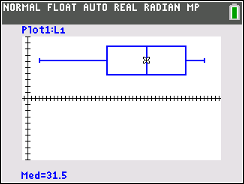 NORMAL FLOAT AUTO REAL RADIAN MP
Plot1:L1
Med=31.5